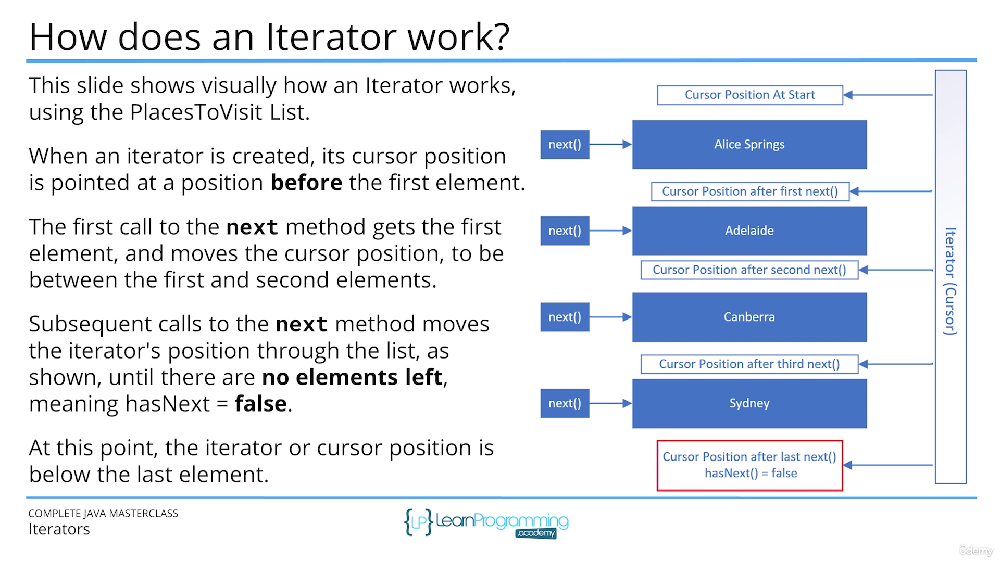 How does an Iterator work?
This slide shows visually how an Iterator works,
using the PlacesToVisit List.
When an iterator is created, its cursor position
is pointed at a position before the first element.
The first call to the next method gets the first
element, and moves the cursor position, to be
between the first and second elements.
Subsequent calls to the next method moves
the iterator's position through the list, as
shown, until there are no elements left,
meaning hasNext = false.
At this point, the iterator or cursor position is
below the last element.
Cursor Position At Start
next()
Alice Springs
Cursor Position after first next()
next()
Adelaide
Cursor Position after second next()
next()
Canberra
Cursor Position after third next()
next()
Sydney
Cursor Position after last next()
hasNext() = false
Iterator (Cursor)
COMPLETE JAVA MASTERCLASS
Iterators
{LP} LearnProgramming
.academy
ûdemy